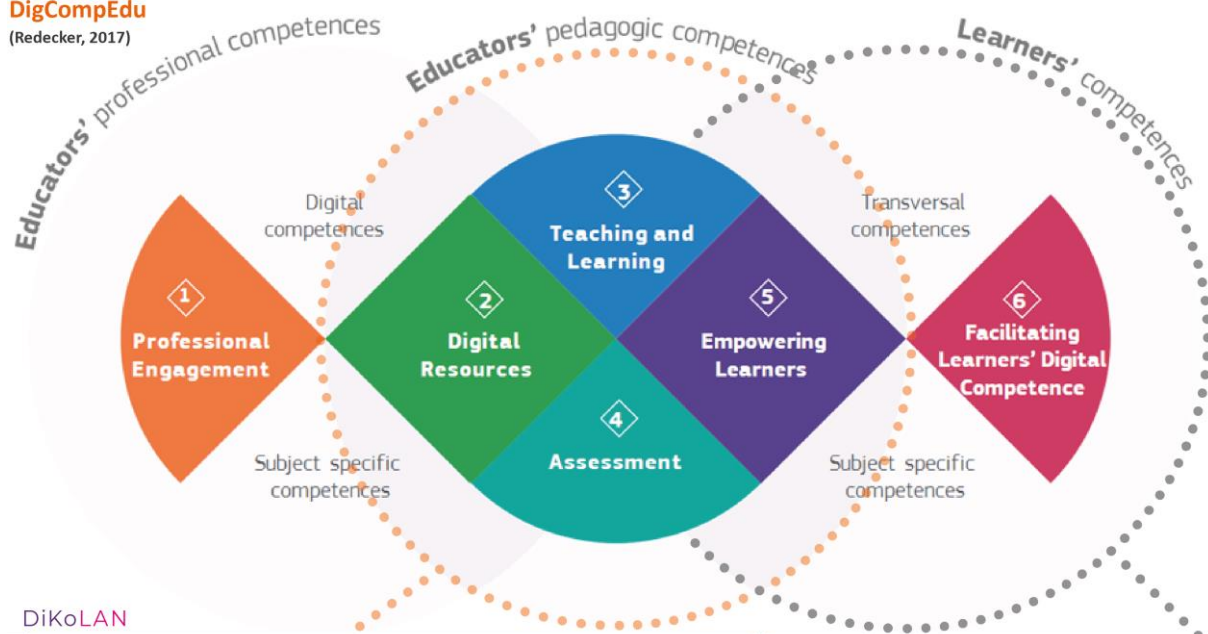 DigCompEdu
(Redecker, 2017)
Educators' professional competences
Educators' pedagogic competences
Learners' competences
Digital
competences
Transversal
competences
1
Professional
Engagement
2
Digital
Resources
3
Teaching and
Learning
4
Assessment
5
Empowering
Learners
6
Facilitating
Learners' Digital
Competence
Subject specific
competences
Subject specific
competences
DiKoLAN